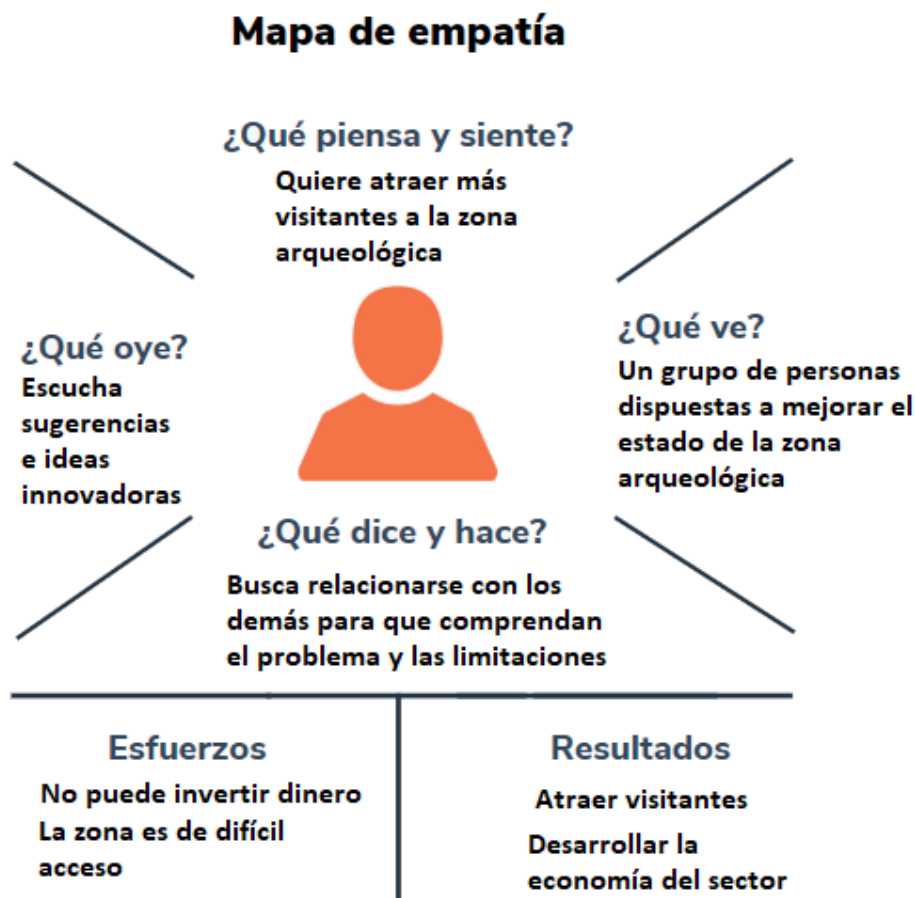 Mapa de empatía
¿Qué piensa y siente?
Quiere atraer más
visitantes a la zona
arqueológica
¿Qué oye?
Escucha
sugerencias
e ideas
innovadoras
¿Qué ve?
Un grupo de personas
dispuestas a mejorar el
estado de la zona
arqueológica
¿Qué dice y hace?
Busca relacionarse con los
demás para que comprendan
el problema y las limitaciones
Esfuerzos
No puede invertir dinero
La zona es de difícil
acceso
Resultados
Atraer visitantes
Desarrollar la
economía del sector